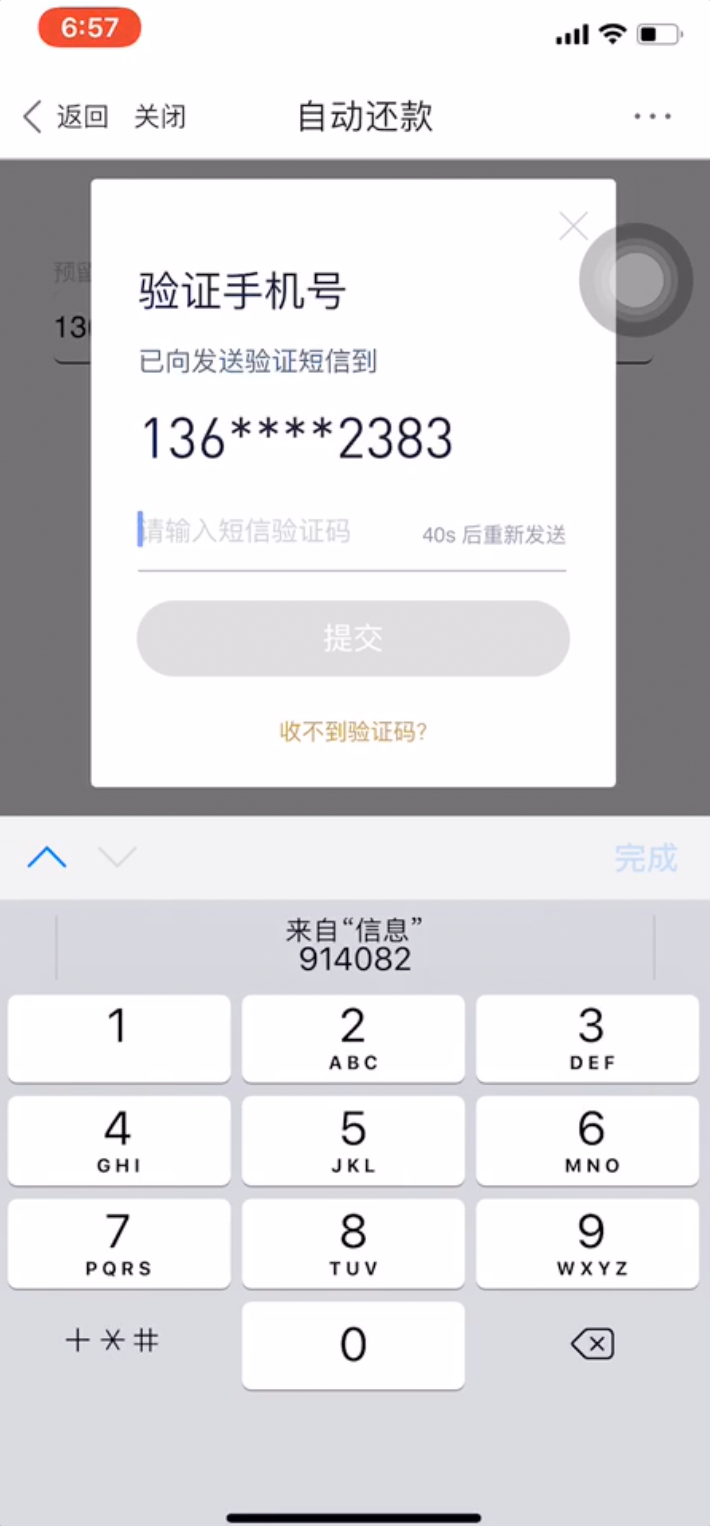 6:57
返回 关闭 自动还款 ...
预留
130
验证手机号
已向发送验证短信到
136****2383
请输入短信验证码 40s 后重新发送
提交
收不到验证码?
完成
来自“信息”
914082
1 2 3
ABC DEF
4 5 6
GHI JKL MNO
7 8 9
PQRS TUV WXYZ
+*# 0